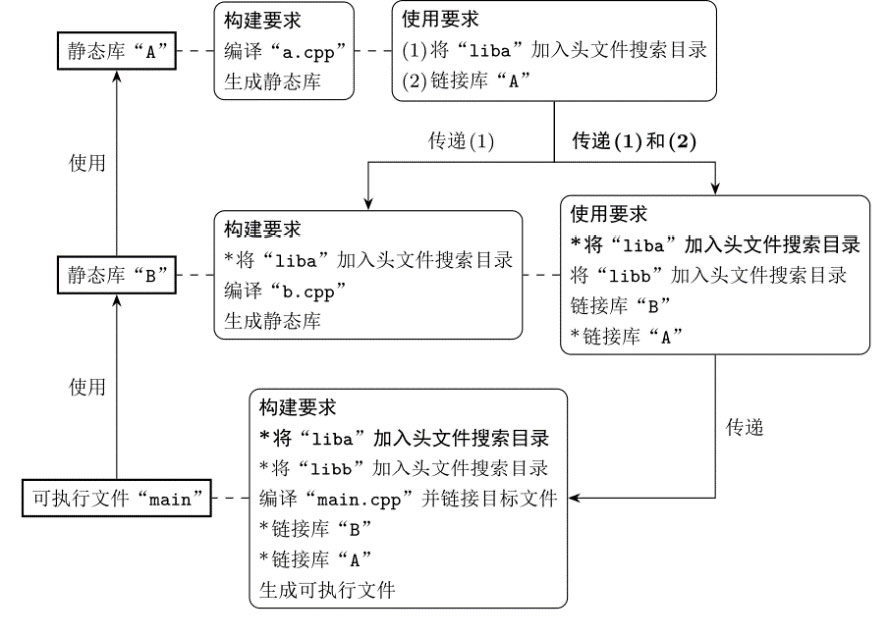 静态库“A”
构建要求
编译“a.cpp”
生成静态库
使用要求
(1)将“liba”加入头文件搜索目录
(2)链接库“A”
使用
传递(1)
传递(1)和(2)
静态库“B”
构建要求
*将“liba”加入头文件搜索目录
编译“b.cpp”
生成静态库
使用要求
*将“liba”加入头文件搜索目录
将“libb”加入头文件搜索目录
链接库“B”
*链接库“A”
使用
传递
可执行文件“main”
构建要求
*将“liba”加入头文件搜索目录
*将“libb”加入头文件搜索目录
编译“main.cpp”并链接目标文件
*链接库“B”
*链接库“A”
生成可执行文件